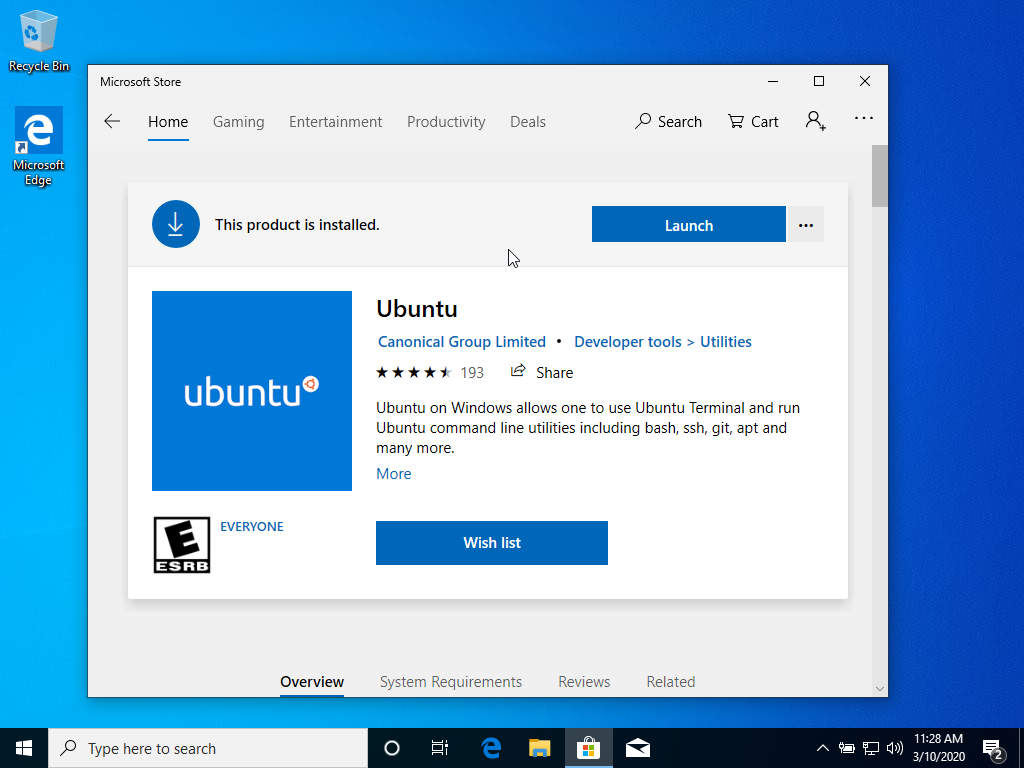 Recycle Bin
Microsoft
Edge
Microsoft Store
Home Gaming Entertainment Productivity Deals Search Cart
This product is installed.
Launch
Ubuntu
Canonical Group Limited • Developer tools > Utilities
193 Share
ubuntu
Ubuntu on Windows allows one to use Ubuntu Terminal and run
Ubuntu command line utilities including bash, ssh, git, apt and
many more.
More
E
ESRB
EVERYONE
Wish list
Overview System Requirements Reviews Related
Type here to search
11:28 AM
3/10/2020
2